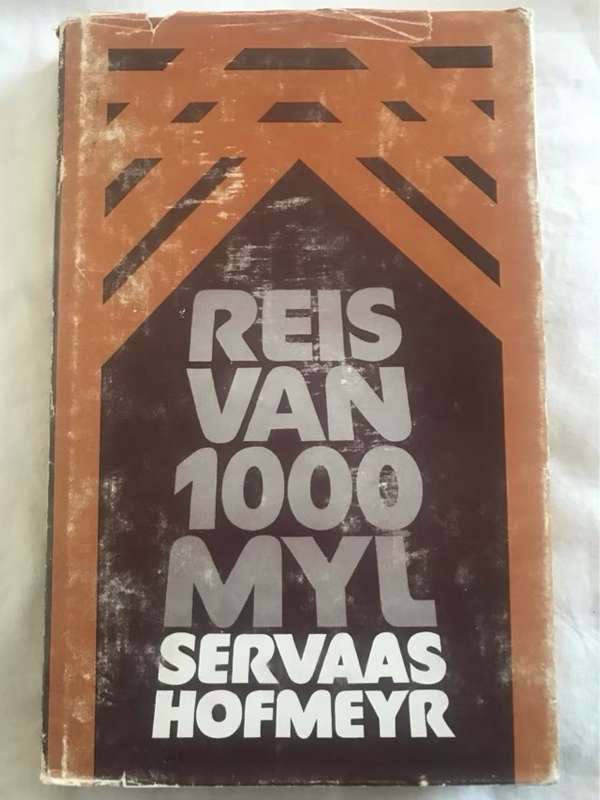 REIS
VAN
1000
MYL
SERVAAS
HOFMEYR